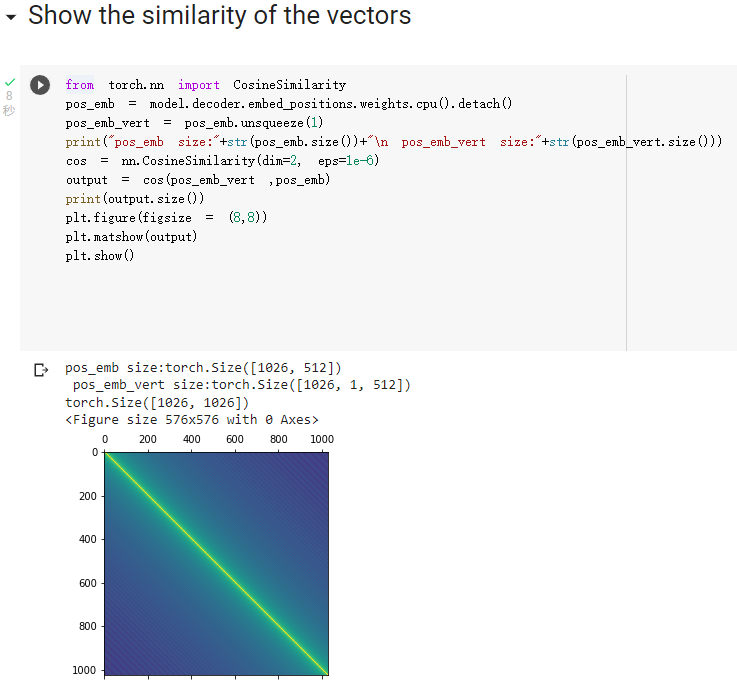 Show the similarity of the vectors
8
秒
from torch.nn import CosineSimilarity
pos_emb = model.decoder.embed_positions.weights.cpu().detach()
pos_emb_vert = pos_emb.unsqueeze(1)
print("pos_emb size:"+str(pos_emb.size())+"\n pos_emb_vert size:"+str(pos_emb_vert.size()))
cos = nn.CosineSimilarity(dim=2, eps=1e-6)
output = cos(pos_emb_vert ,pos_emb)
print(output.size())
plt.figure(figsize = (8,8))
plt.matshow(output)
plt.show()
pos_emb size:torch.Size([1026, 512])
pos_emb_vert size:torch.Size([1026, 1, 512])
torch.Size([1026, 1026])
<Figure size 576x576 with 0 Axes>
0 200 400 600 800 1000
0
200
400
600
800
1000